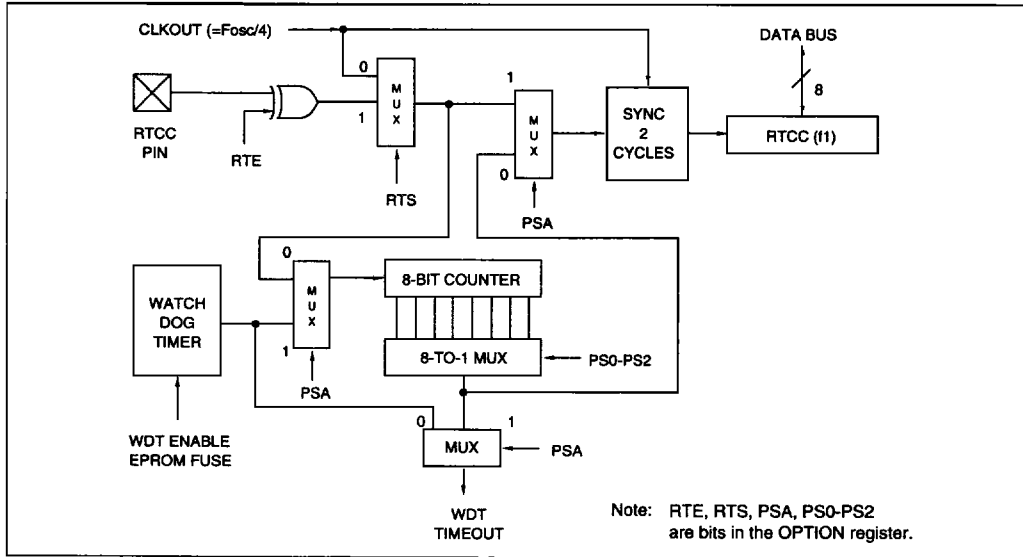 CLKOUT (=Fosc/4)
DATA BUS
8
0
MUX
1
1
MUX
0
SYNC
2
CYCLES
RTCC (f1)
RTCC
PIN
RTE
RTS
PSA
0
MUX
1
8-BIT COUNTER
WATCH
DOG
TIMER
8-TO-1 MUX
PS0-PS2
PSA
0
1
WDT ENABLE
EPROM FUSE
MUX
PSA
WDT
TIMEOUT
Note: RTE, RTS, PSA, PS0-PS2
are bits in the OPTION register.